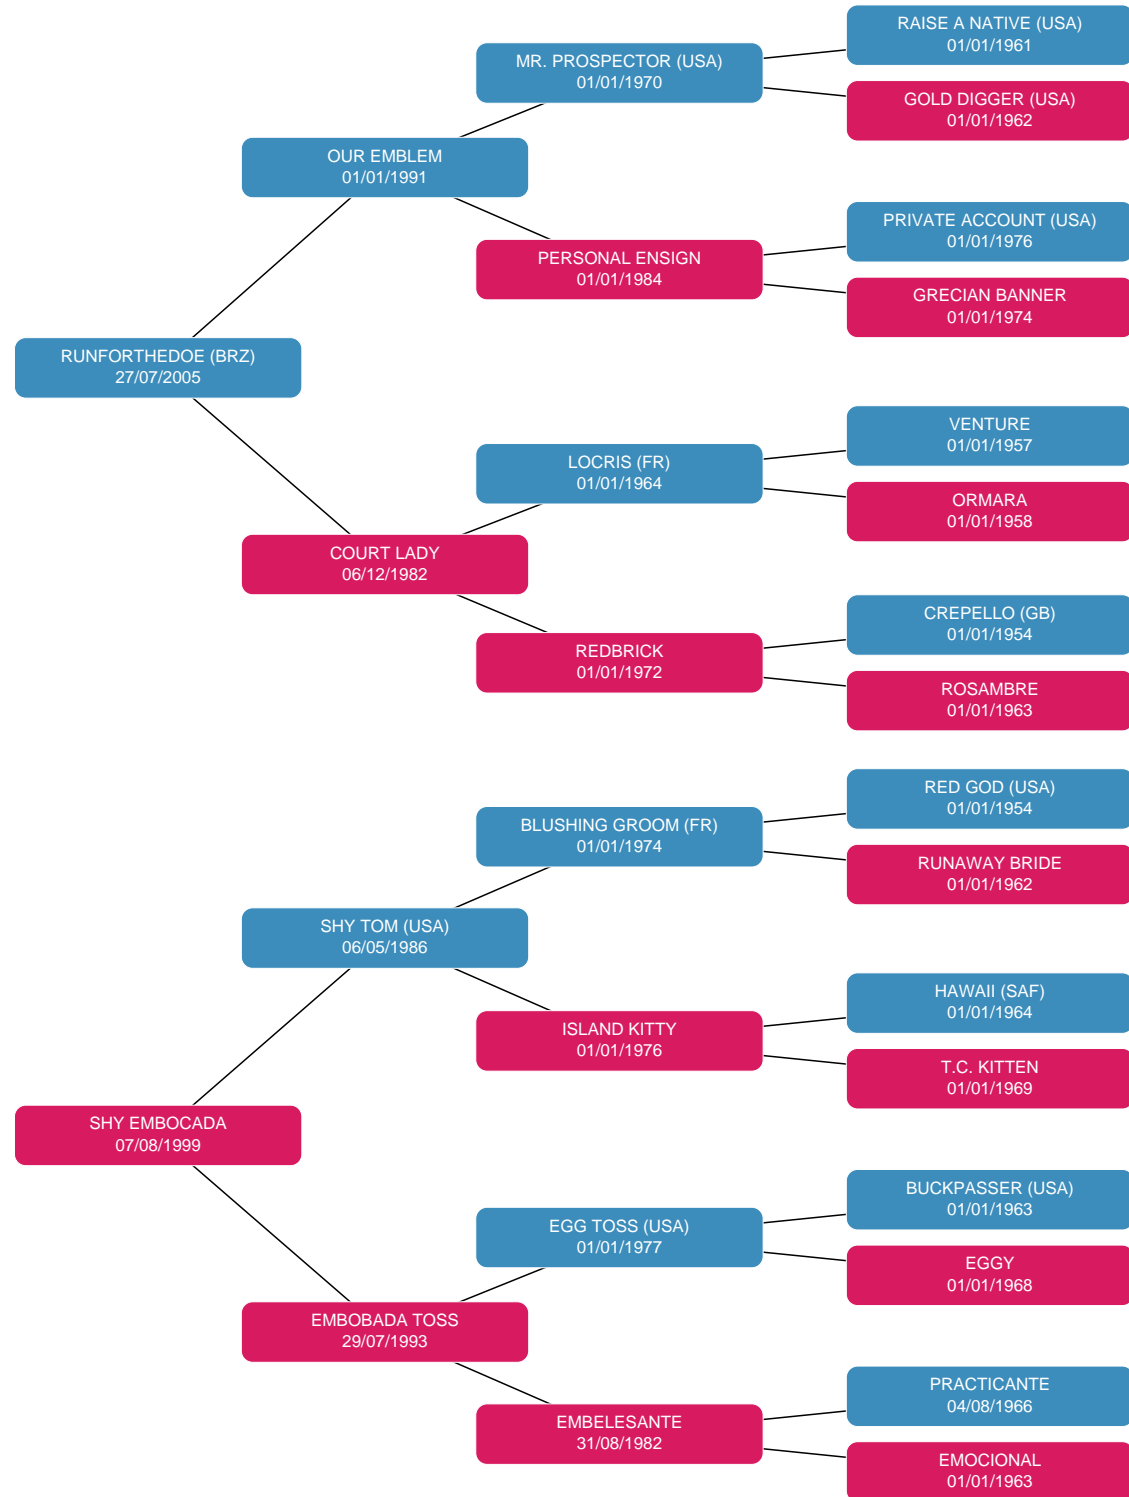 RAISE A NATIVE (USA)
01/01/1961
MR. PROSPECTOR (USA)
01/01/1970
GOLD DIGGER (USA)
01/01/1962
OUR EMBLEM
01/01/1991
PRIVATE ACCOUNT (USA)
01/01/1976
PERSONAL ENSIGN
01/01/1984
GRECIAN BANNER
01/01/1974
RUNFORTHEDOE (BRZ)
27/07/2005
VENTURE
01/01/1957
LOCRIS (FR)
01/01/1964
ORMARA
01/01/1958
COURT LADY
06/12/1982
CREPELLO (GB)
01/01/1954
REDBRICK
01/01/1972
ROSAMBRE
01/01/1963
RED GOD (USA)
01/01/1954
BLUSHING GROOM (FR)
01/01/1974
RUNAWAY BRIDE
01/01/1962
SHY TOM (USA)
06/05/1986
HAWAII (SAF)
01/01/1964
ISLAND KITTY
01/01/1976
T.C. KITTEN
01/01/1969
SHY EMBOCADA
07/08/1999
BUCKPASSER (USA)
01/01/1963
EGG TOSS (USA)
01/01/1977
EGGY
01/01/1968
EMBOBADA TOSS
29/07/1993
PRACTICANTE
04/08/1966
EMBELESANTE
31/08/1982
EMOCIONAL
01/01/1963